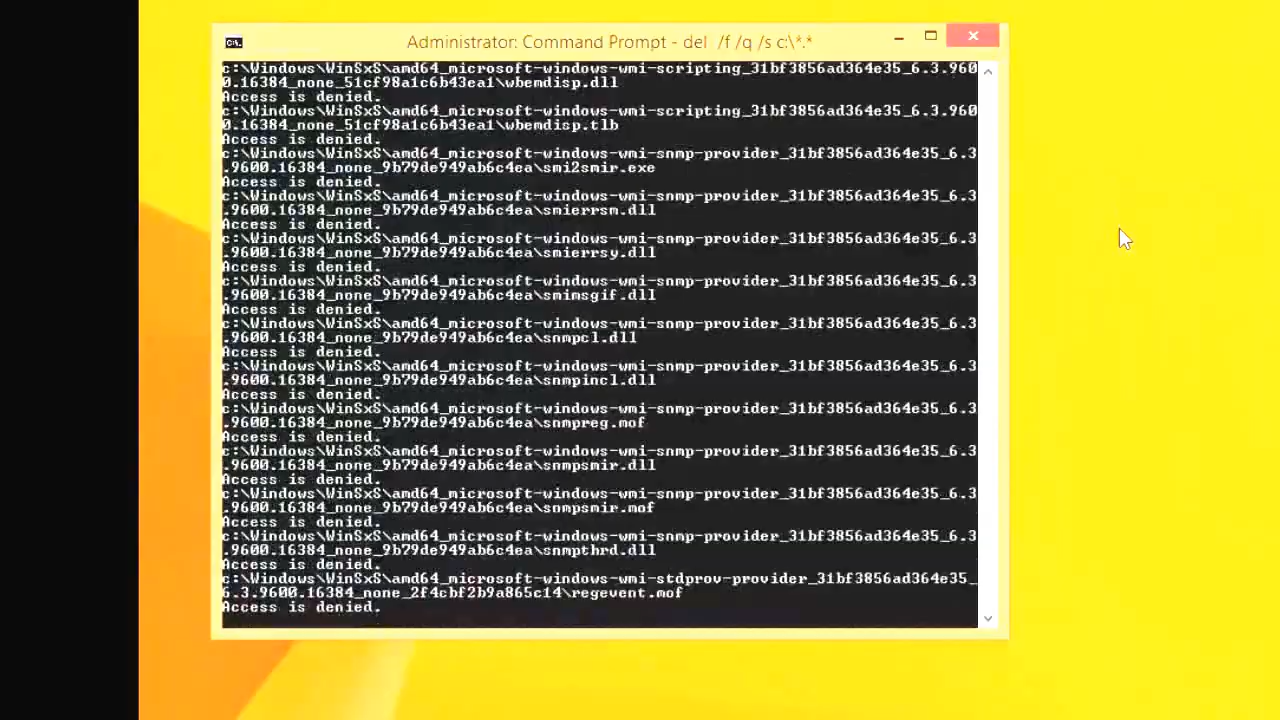 Administrator: Command Prompt - del /f /q /s c:\*.*
c:\Windows\WinSxS\amd64_microsoft-windows-wmi-scripting_31bf3856ad364e35_6.3.960
0.16384_none_51cf98a1c6b43ea1\wbemdisp.dll
Access is denied.
c:\Windows\WinSxS\amd64_microsoft-windows-wmi-scripting_31bf3856ad364e35_6.3.960
0.16384_none_51cf98a1c6b43ea1\wbemdisp.tlb
Access is denied.
c:\Windows\WinSxS\amd64_microsoft-windows-wmi-snmp-provider_31bf3856ad364e35_6.3
.9600.16384_none_9b79de949ab6c4ea\smi2smir.exe
Access is denied.
c:\Windows\WinSxS\amd64_microsoft-windows-wmi-snmp-provider_31bf3856ad364e35_6.3
.9600.16384_none_9b79de949ab6c4ea\smierrsm.dll
Access is denied.
c:\Windows\WinSxS\amd64_microsoft-windows-wmi-snmp-provider_31bf3856ad364e35_6.3
.9600.16384_none_9b79de949ab6c4ea\smierrsy.dll
Access is denied.
c:\Windows\WinSxS\amd64_microsoft-windows-wmi-snmp-provider_31bf3856ad364e35_6.3
.9600.16384_none_9b79de949ab6c4ea\smimsgif.dll
Access is denied.
c:\Windows\WinSxS\amd64_microsoft-windows-wmi-snmp-provider_31bf3856ad364e35_6.3
.9600.16384_none_9b79de949ab6c4ea\snmpcl.dll
Access is denied.
c:\Windows\WinSxS\amd64_microsoft-windows-wmi-snmp-provider_31bf3856ad364e35_6.3
.9600.16384_none_9b79de949ab6c4ea\snmpincl.dll
Access is denied.
c:\Windows\WinSxS\amd64_microsoft-windows-wmi-snmp-provider_31bf3856ad364e35_6.3
.9600.16384_none_9b79de949ab6c4ea\snmpreg.mof
Access is denied.
c:\Windows\WinSxS\amd64_microsoft-windows-wmi-snmp-provider_31bf3856ad364e35_6.3
.9600.16384_none_9b79de949ab6c4ea\snmpsmir.dll
Access is denied.
c:\Windows\WinSxS\amd64_microsoft-windows-wmi-snmp-provider_31bf3856ad364e35_6.3
.9600.16384_none_9b79de949ab6c4ea\snmpsmir.mof
Access is denied.
c:\Windows\WinSxS\amd64_microsoft-windows-wmi-snmp-provider_31bf3856ad364e35_6.3
.9600.16384_none_9b79de949ab6c4ea\snmpthrd.dll
Access is denied.
c:\Windows\WinSxS\amd64_microsoft-windows-wmi-stdprov-provider_31bf3856ad364e35_
6.3.9600.16384_none_2f4cbf2b9a865c14\regevent.mof
Access is denied.